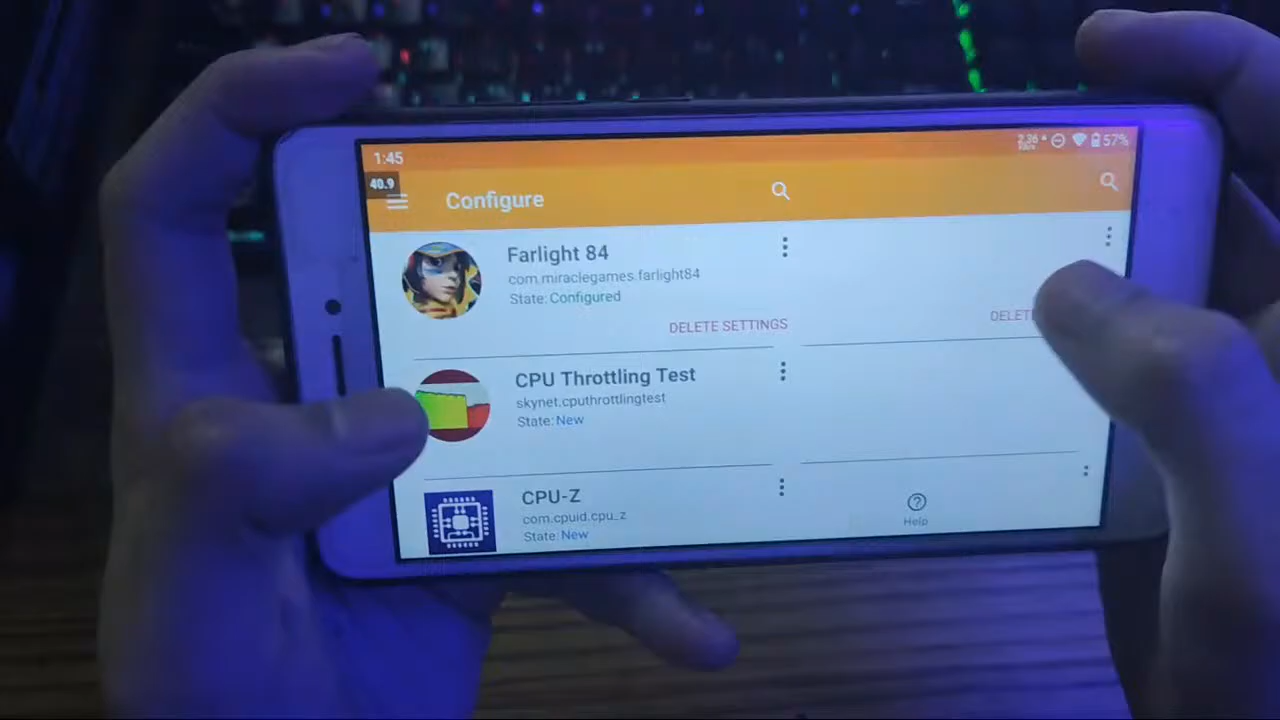 1:45
57%
40.9
Configure
Farlight 84
com.miraclegames.farlight84
State: Configured
DELETE SETTINGS
DELET
CPU Throttling Test
skynet.cputhrottlingtest
State: New
CPU-Z
com.cpuid.cpu_z
State: New
Help